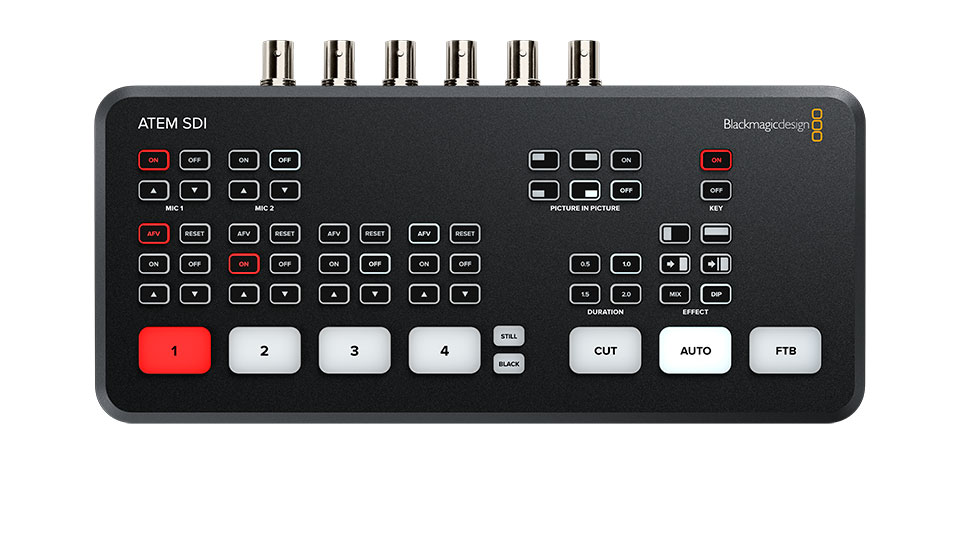 ATEM SDI
Blackmagicdesign
ON OFF ON OFF ON ON
OFF OFF
MIC 1 MIC 2 PICTURE IN PICTURE KEY
AFV RESET AFV RESET AFV RESET AFV RESET
ON OFF ON OFF ON OFF ON OFF 0.5 1.0
1.5 2.0 MIX DIP
DURATION EFFECT
1 2 3 4 STILL CUT AUTO FTB
BLACK